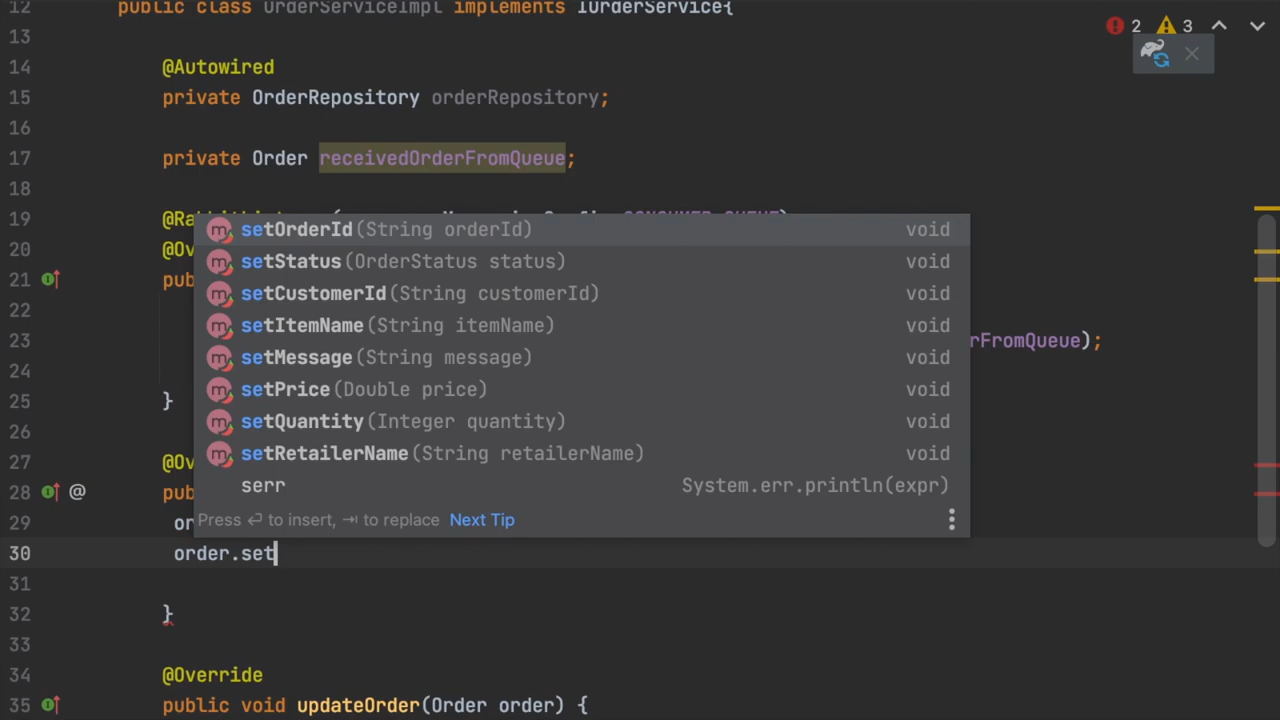 12 public class OrderServiceImpl implements IOrderService{
2 3
13
14 @Autowired
15 private OrderRepository orderRepository;
16
17 private Order receivedOrderFromQueue;
18
19 @Ra
20 @Ov
21 pub
22
23 rFromQueue);
24
25 }
26
27 @Ov
28 @ pub
29 or
setOrderId(String orderId) void
setStatus(OrderStatus status) void
setCustomerId(String customerId) void
setItemName(String itemName) void
setMessage(String message) void
setPrice(Double price) void
setQuantity(Integer quantity) void
setRetailerName(String retailerName) void
serr System.err.println(expr)
Press ↵ to insert, ⇥ to replace Next Tip
30 order.set
31
32 }
33
34 @Override
35 public void updateOrder(Order order) {